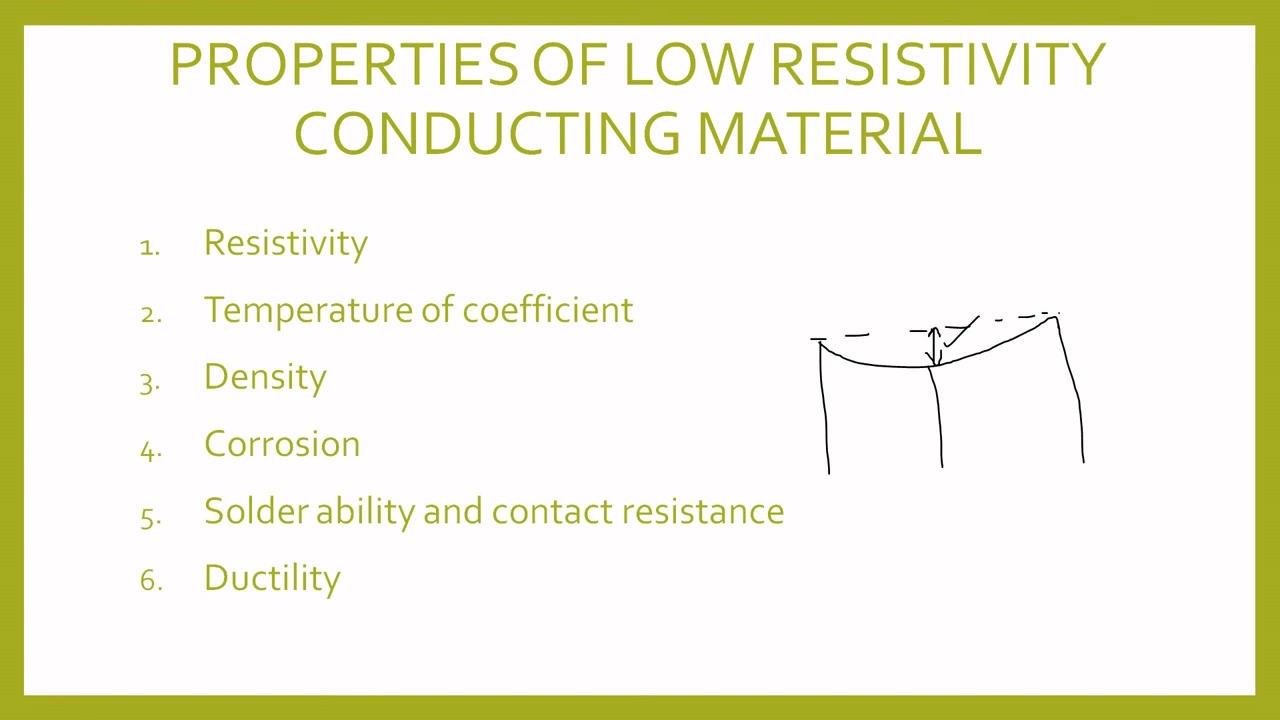 PROPERTIES OF LOW RESISTIVITY
CONDUCTING MATERIAL
1. Resistivity
2. Temperature of coefficient
3. Density
4. Corrosion
5. Solder ability and contact resistance
6. Ductility